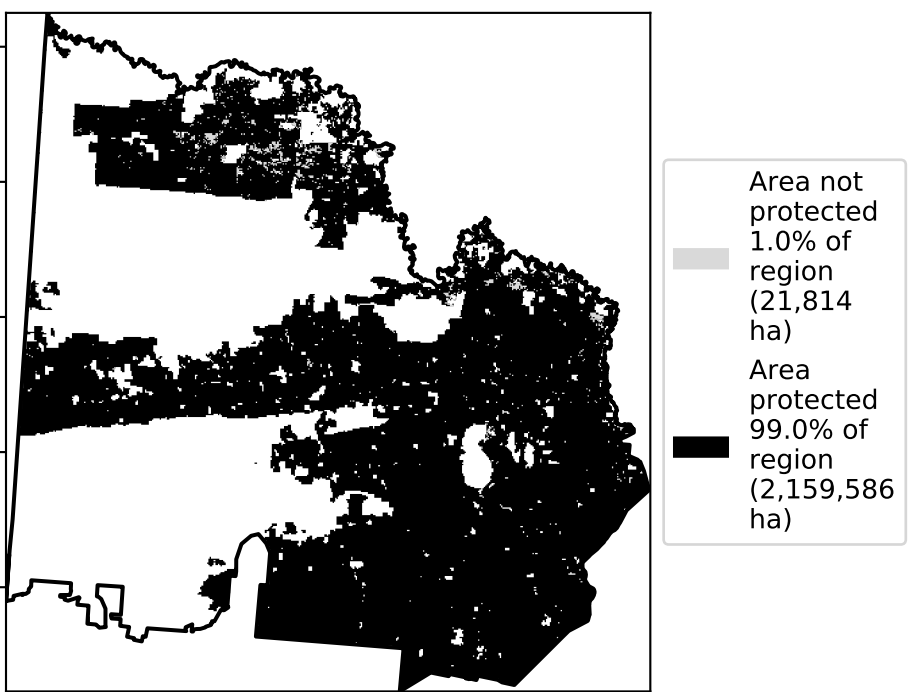 Area not
protected
1.0% of
region
(21,814
ha)
Area
protected
99.0% of
region
(2,159,586
ha)